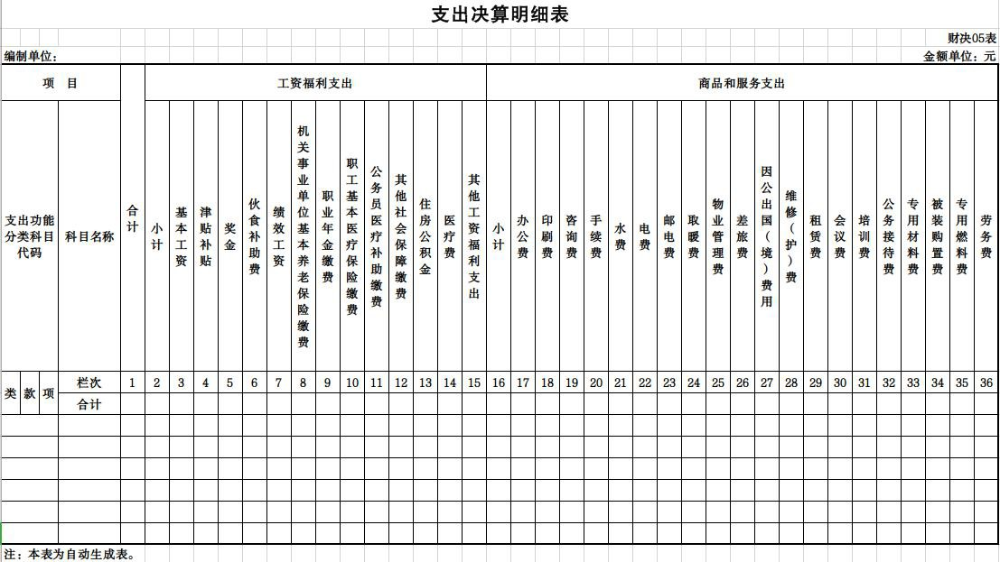 支出决算明细表
财决05表
编制单位：
金额单位：元
项 目
合计
工资福利支出
商品和服务支出
支出功能分类科目代码
科目名称
小计
基本工资
津贴补贴
奖金
伙食补助费
绩效工资
机关事业单位基本养老保险缴费
职业年金缴费
职工基本医疗保险缴费
公务员医疗补助缴费
其他社会保障缴费
住房公积金
医疗费
其他工资福利支出
小计
办公费
印刷费
咨询费
手续费
水费
电费
邮电费
取暖费
物业管理费
差旅费
因公出国（境）费用
维修（护）费
租赁费
会议费
培训费
公务接待费
专用材料费
被装购置费
专用燃料费
劳务费
类 款 项 栏次 1 2 3 4 5 6 7 8 9 10 11 12 13 14 15 16 17 18 19 20 21 22 23 24 25 26 27 28 29 30 31 32 33 34 35 36
合计
注：本表为自动生成表。